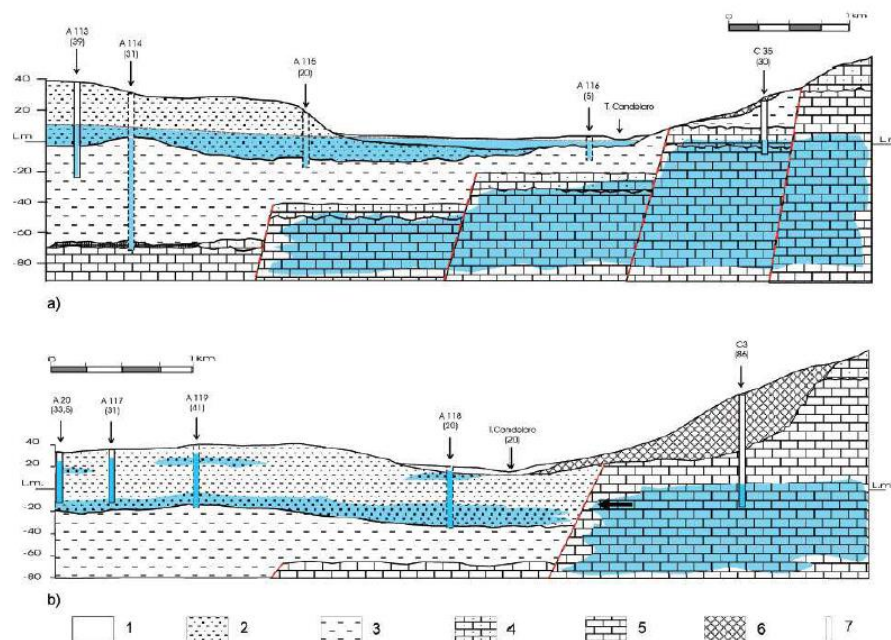 0 1km
A 113
(39)
A 114
(31)
A 115
(20)
A 116
(5)
T. Candelaro
C 35
(30)
40
20
L.m.
-20
-40
-60
-80
a)
0 1 km
A 20
(33,5)
A 117
(31)
A 119
(41)
A 118
(20)
T.Candelaro
(20)
C3
(86)
40
20
L.m. L.m
-20
-40
-60
-80
b)
1 2 3 4 5 6 7